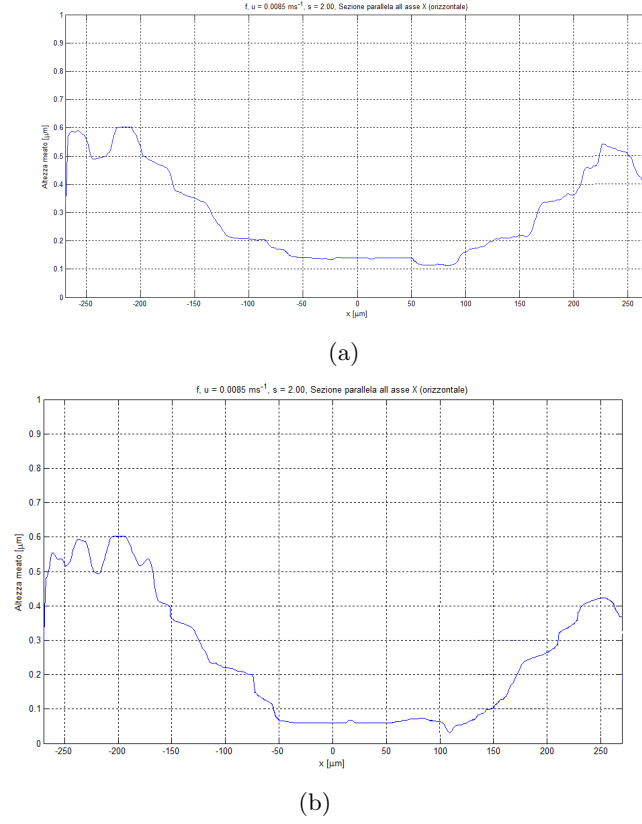 f, u = 0.0085 ms⁻¹, s = 2.00, Sezione parallela all asse X (orizzontale)
1
0.9
0.8
0.7
0.6
0.5
0.4
0.3
0.2
0.1
0
Altezza meato [µm]
-250 -200 -150 -100 -50 0 50 100 150 200 250
x [µm]
(a)
f, u = 0.0085 ms⁻¹, s = 2.00, Sezione parallela all asse X (orizzontale)
1
0.9
0.8
0.7
0.6
0.5
0.4
0.3
0.2
0.1
0
Altezza meato [µm]
-250 -200 -150 -100 -50 0 50 100 150 200 250
x [µm]
(b)